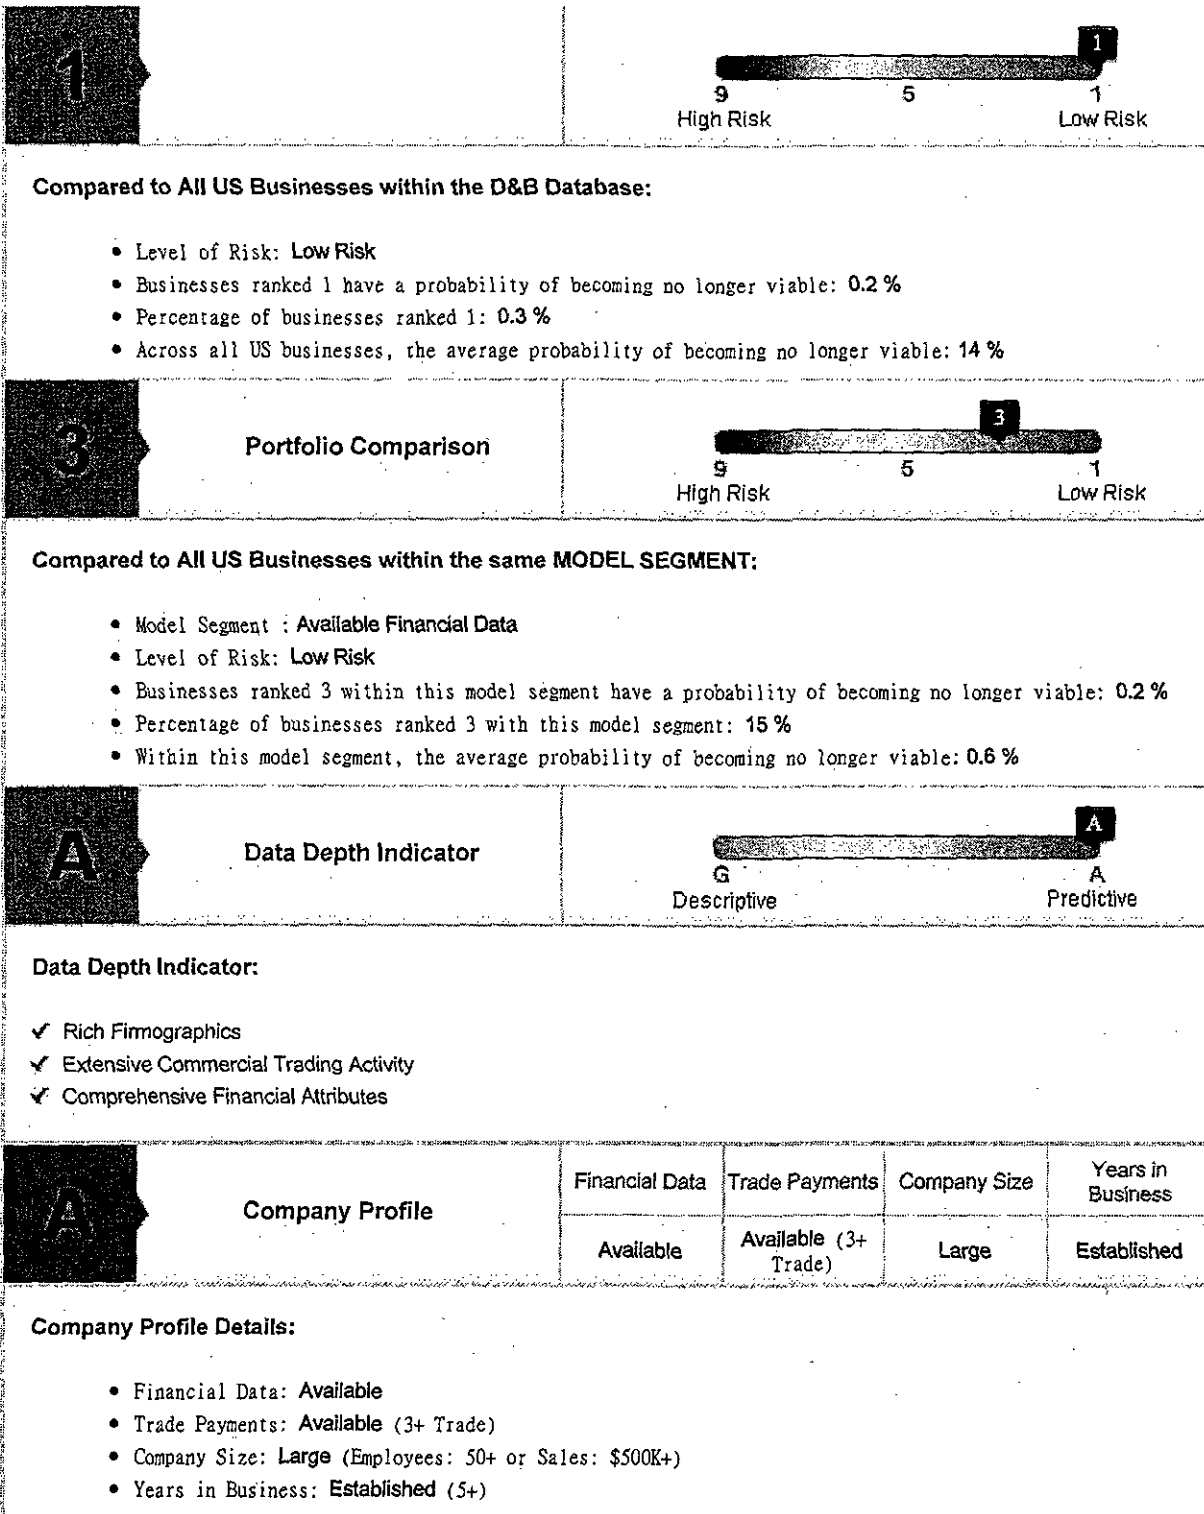 1
1
9 5 1
High Risk Low Risk
Compared to All US Businesses within the D&B Database:
• Level of Risk: Low Risk
• Businesses ranked 1 have a probability of becoming no longer viable: 0.2 %
• Percentage of businesses ranked 1: 0.3 %
• Across all US businesses, the average probability of becoming no longer viable: 14 %
3 Portfolio Comparison
3
9 5 1
High Risk Low Risk
Compared to All US Businesses within the same MODEL SEGMENT:
• Model Segment : Available Financial Data
• Level of Risk: Low Risk
• Businesses ranked 3 within this model segment have a probability of becoming no longer viable: 0.2 %
• Percentage of businesses ranked 3 with this model segment: 15 %
• Within this model segment, the average probability of becoming no longer viable: 0.6 %
A Data Depth Indicator
A
G A
Descriptive Predictive
Data Depth Indicator:
✓ Rich Firmographics
✓ Extensive Commercial Trading Activity
✓ Comprehensive Financial Attributes
A Company Profile
Financial Data Trade Payments Company Size Years in Business
Available Available (3+ Trade) Large Established
Company Profile Details:
• Financial Data: Available
• Trade Payments: Available (3+ Trade)
• Company Size: Large (Employees: 50+ or Sales: $500K+)
• Years in Business: Established (5+)